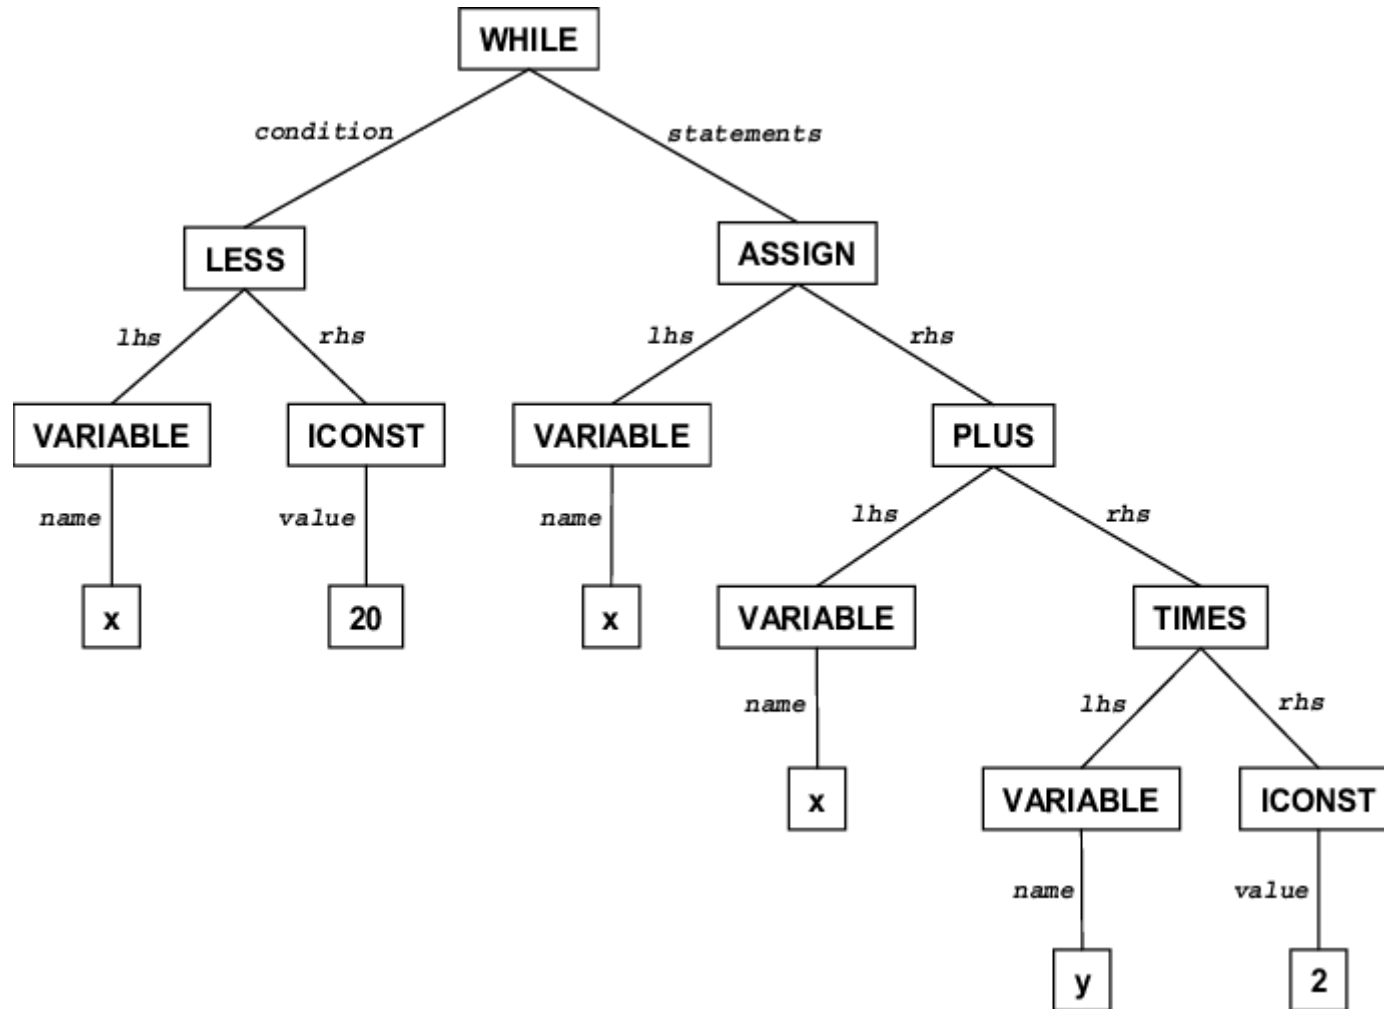 WHILE
condition statements
LESS ASSIGN
lhs rhs lhs rhs
VARIABLE ICONST VARIABLE PLUS
name value name lhs rhs
x 20 x VARIABLE TIMES
name lhs rhs
x VARIABLE ICONST
name value
y 2